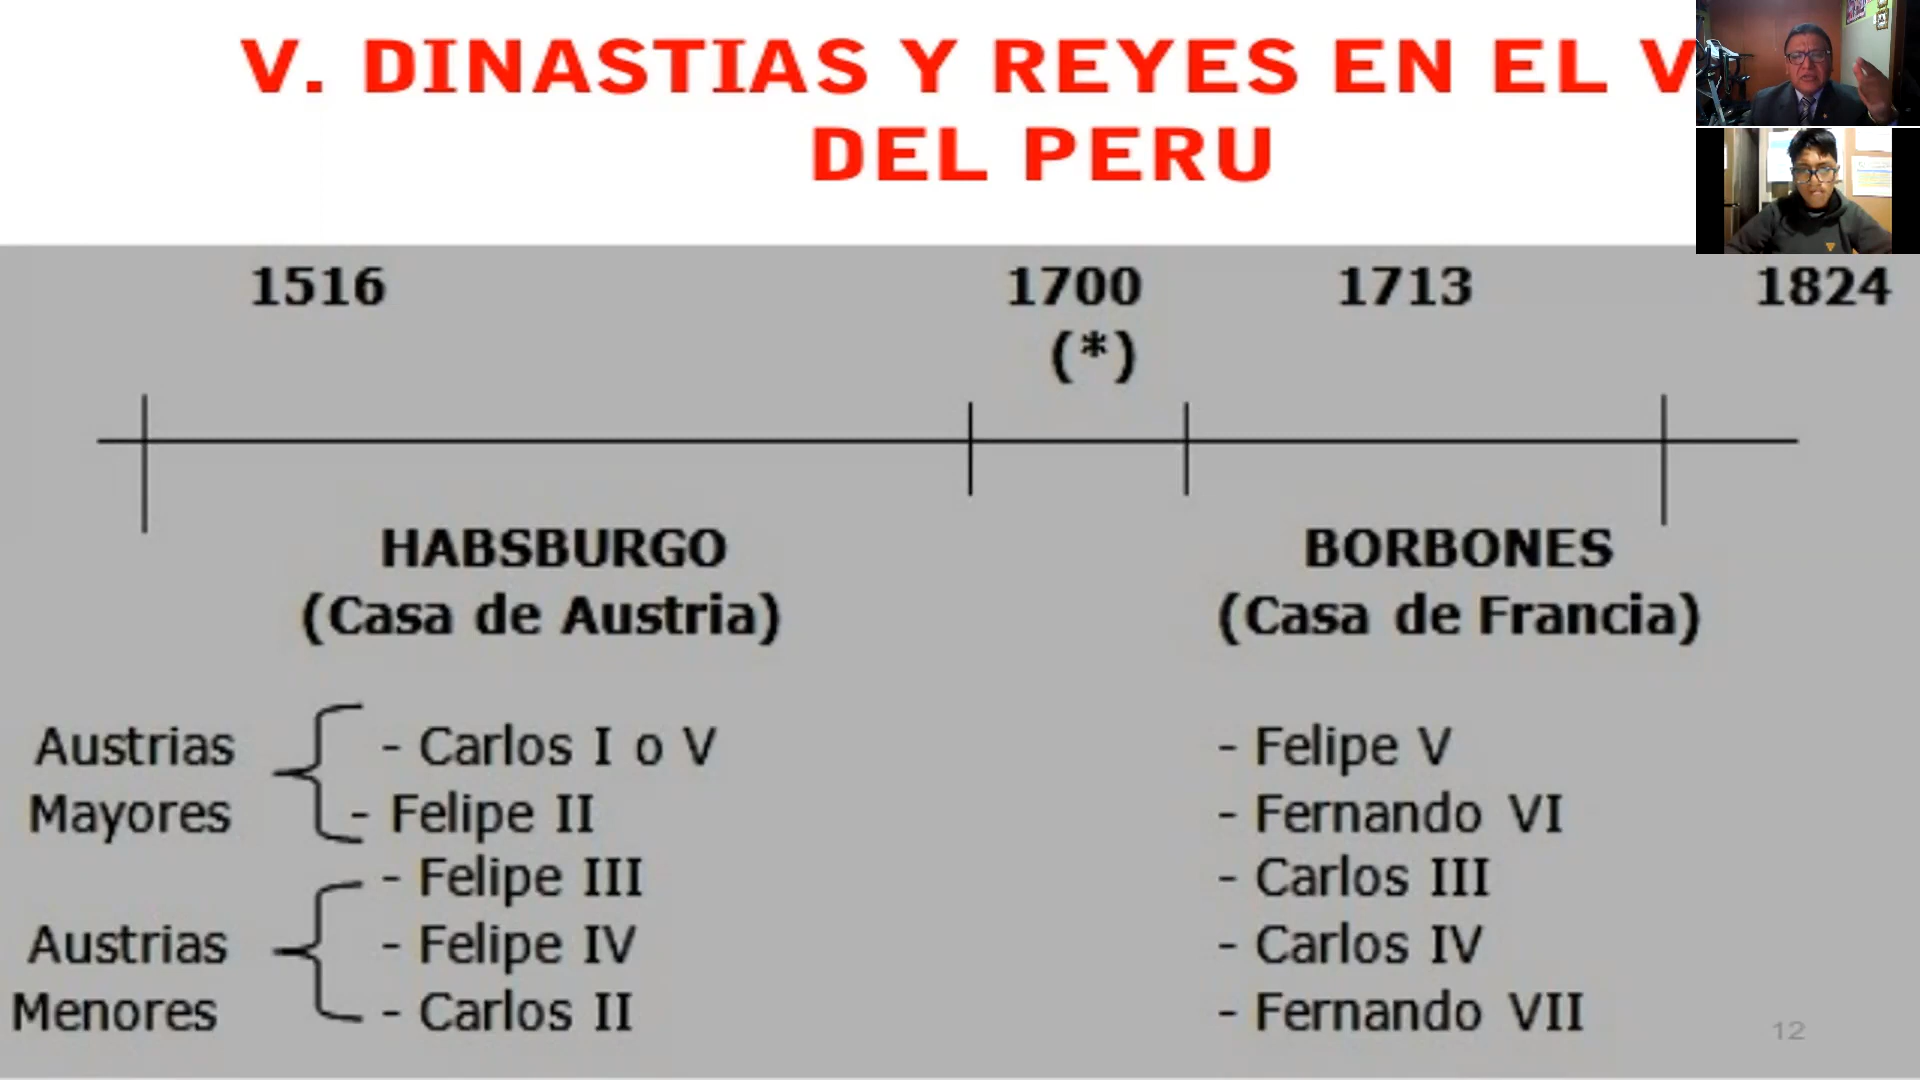 V. DINASTIAS Y REYES EN EL V
DEL PERU
1516 1700 1713 1824
(*)
HABSBURGO BORBONES
(Casa de Austria) (Casa de Francia)
Austrias - Carlos I o V - Felipe V
Mayores - Felipe II - Fernando VI
- Felipe III - Carlos III
Austrias - Felipe IV - Carlos IV
Menores - Carlos II - Fernando VII
12